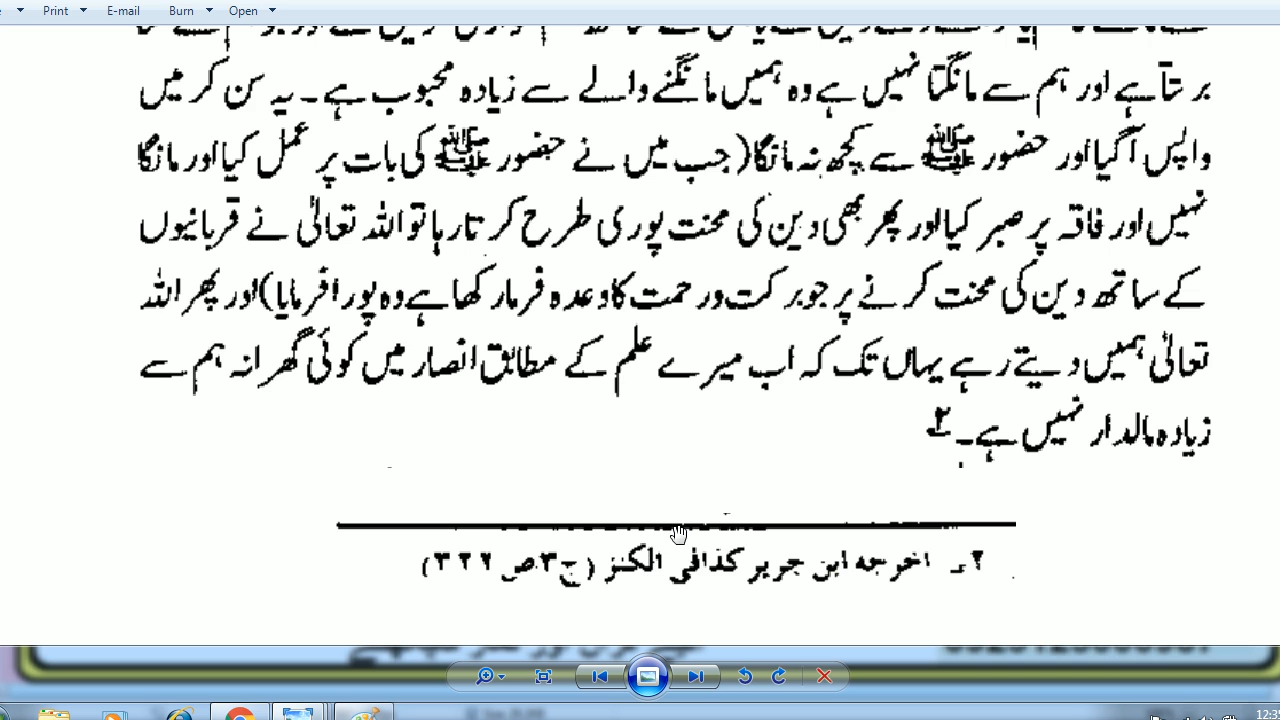 Print E-mail Burn Open
برتتا ہے اور ہم سے مانگتا نہیں ہے وہ ہمیں مانگنے والے سے زیادہ محبوب ہے۔ یہ سن کر میں
واپس آگیا اور حضور ﷺ سے کچھ نہ مانگا (جب میں نے حضور ﷺ کی بات پر عمل کیا اور مانگا
نہیں اور فاقہ پر صبر کیا اور پھر بھی دین کی محنت پوری طرح کرتا رہا تو اللہ تعالیٰ نے قربانیوں
کے ساتھ دین کی محنت کرنے پر جو برکت ورحمت کا وعدہ فرما رکھا ہے وہ پورا فرمایا) اور پھر اللہ
تعالیٰ ہمیں دیتے رہے یہاں تک کہ اب میرے علم کے مطابق انصار میں کوئی گھرانہ ہم سے
زیادہ مالدار نہیں ہے۔ ۲
۲۔ اخرجہ ابن جریر کذافی الکنز (ج ۳ ص ۳۲۲)